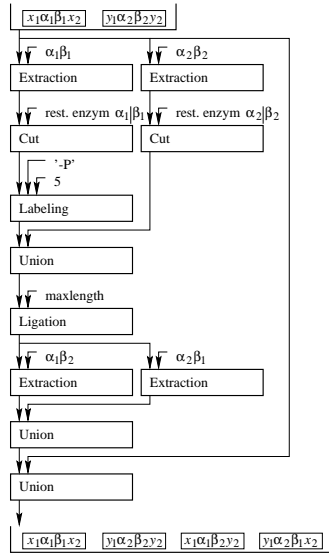 x₁α₁β₁x₂ y₁α₂β₂y₂
α₁β₁ α₂β₂
Extraction Extraction
rest. enzym α₁|β₁ rest. enzym α₂|β₂
Cut Cut
'-P'
5
Labeling
Union
maxlength
Ligation
α₁β₂ α₂β₁
Extraction Extraction
Union
Union
x₁α₁β₁x₂ y₁α₂β₂y₂ x₁α₁β₂y₂ y₁α₂β₁x₂